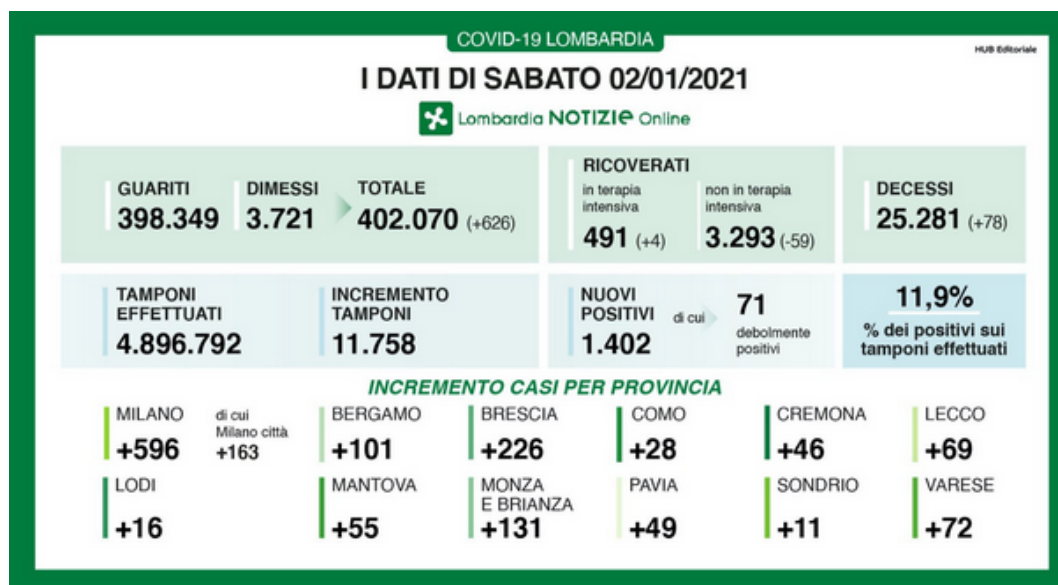 COVID-19 LOMBARDIA
HUB Editoriale
I DATI DI SABATO 02/01/2021
Lombardia NOTIZIe Online
GUARITI
398.349
DIMESSI
3.721
TOTALE
402.070 (+626)
RICOVERATI
in terapia
intensiva
491 (+4)
non in terapia
intensiva
3.293 (-59)
DECESSI
25.281 (+78)
TAMPONI
EFFETTUATI
4.896.792
INCREMENTO
TAMPONI
11.758
NUOVI
POSITIVI
1.402
di cui
71
debolmente
positivi
11,9%
% dei positivi sui
tamponi effettuati
INCREMENTO CASI PER PROVINCIA
MILANO
+596
di cui
Milano città
+163
BERGAMO
+101
BRESCIA
+226
COMO
+28
CREMONA
+46
LECCO
+69
LODI
+16
MANTOVA
+55
MONZA
E BRIANZA
+131
PAVIA
+49
SONDRIO
+11
VARESE
+72